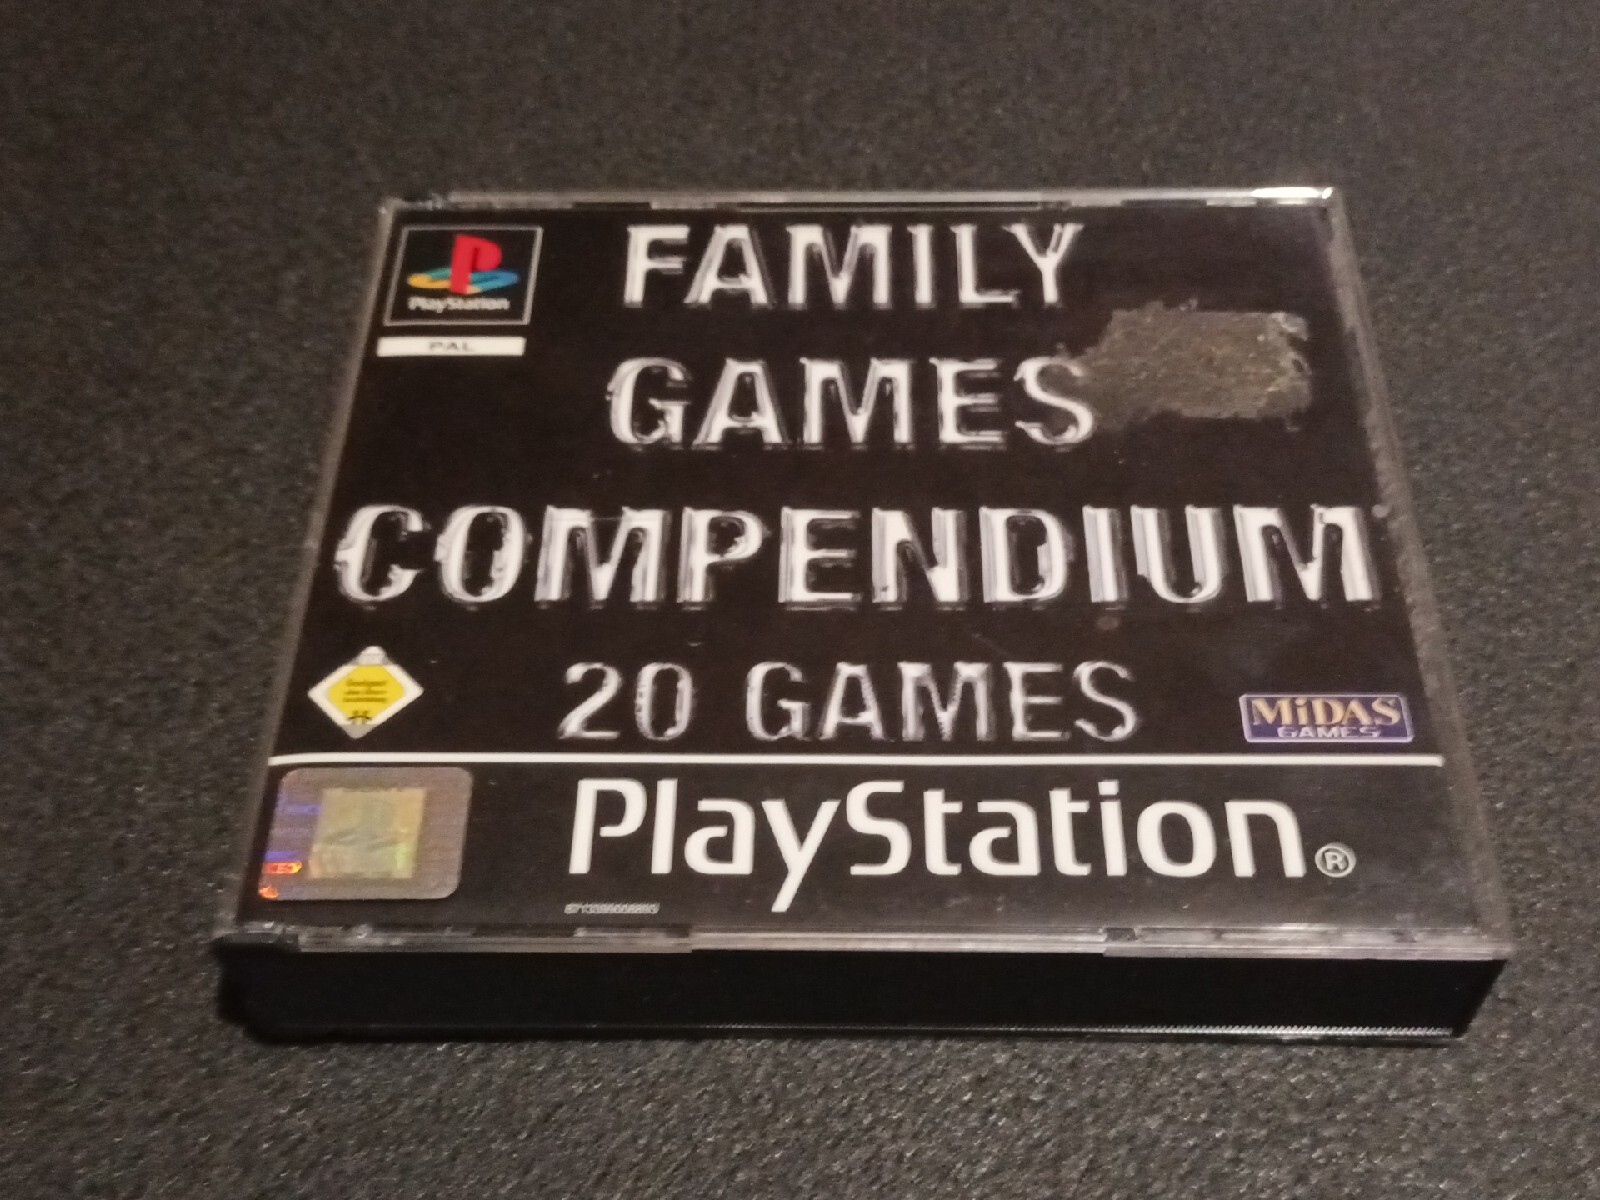 PlayStation
PAL
FAMILY
GAMES
COMPENDIUM
20 GAMES
MiDAS
GAMES
PlayStation®